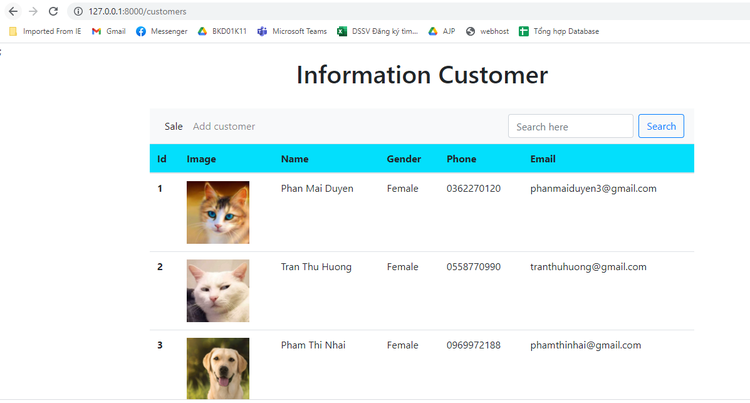 127.0.0.1:8000/customers
Imported From IE Gmail Messenger BKD01K11 Microsoft Teams DSSV Đăng ký tím... AJP webhost Tổng hợp Database
Information Customer
Sale Add customer Search here Search
Id Image Name Gender Phone Email
1 Phan Mai Duyen Female 0362270120 phanmaiduyen3@gmail.com
2 Tran Thu Huong Female 0558770990 tranthuhuong@gmail.com
3 Pham Thi Nhai Female 0969972188 phamthinhai@gmail.com